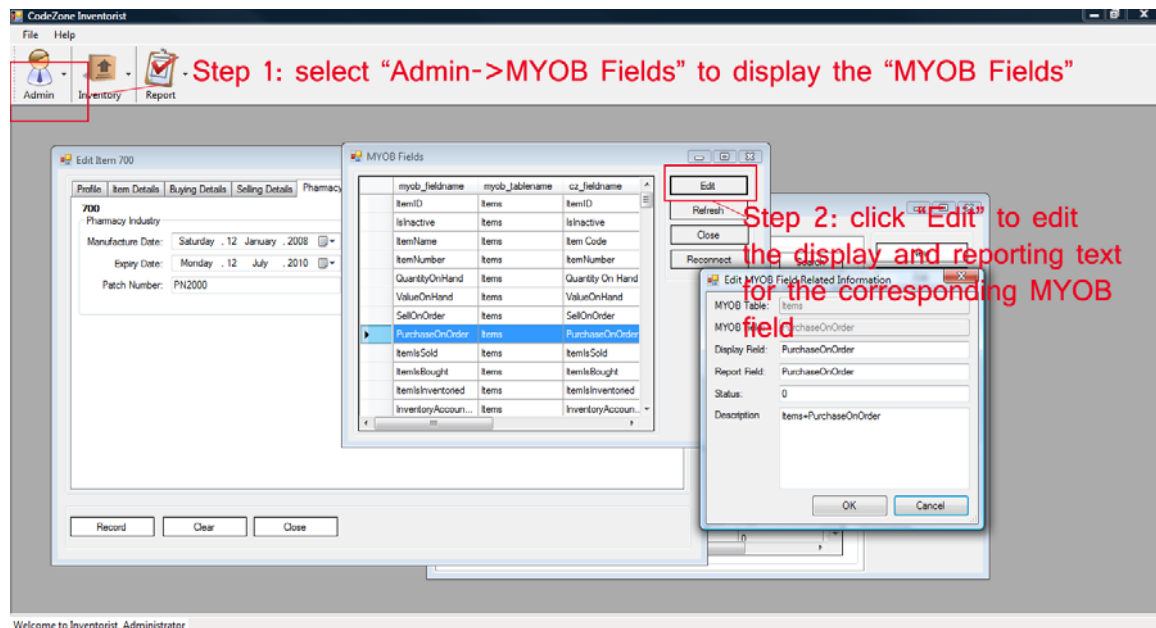 CodeZone Inventorist
File Help
Admin
Inventory
Report
Step 1: select “Admin->MYOB Fields” to display the “MYOB Fields”
Edit Item 700
Profile Item Details Buying Details Selling Details Pharmacy
700
Pharmacy Industry
Manufacture Date: Saturday , 12 January , 2008
Expiry Date: Monday , 12 July , 2010
Patch Number: PN2000
Record Clear Close
MYOB Fields
myob_fieldname myob_tablename cz_fieldname
ItemID Items ItemID
IsInactive Items IsInactive
ItemName Items Item Code
ItemNumber Items ItemNumber
QuantityOnHand Items Quantity On Hand
ValueOnHand Items ValueOnHand
SellOnOrder Items SellOnOrder
PurchaseOnOrder Items PurchaseOnOrder
ItemIsSold Items ItemIsSold
ItemIsBought Items ItemIsBought
ItemIsInventoried Items ItemIsInventoried
InventoryAccoun... Items InventoryAccoun...
Edit
Refresh
Close
Reconnect
Step 2: click “Edit” to edit
the display and reporting text
for the corresponding MYOB
field
Edit MYOB Field Related Information
MYOB Table: Items
MYOB PurchaseOnOrder
Display Field: PurchaseOnOrder
Report Field: PurchaseOnOrder
Status: 0
Description Items+PurchaseOnOrder
OK Cancel
0
Welcome to Inventorist, Administrator